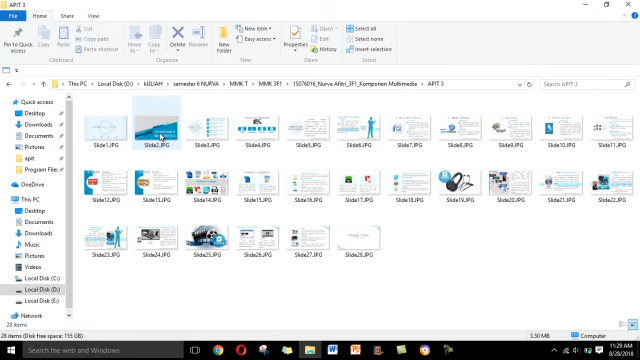 APIT 3
File Home Share View
Pin to Quick access
Copy
Paste
Cut
Copy path
Paste shortcut
Clipboard
Move to
Copy to
Delete
Rename
Organize
New folder
New item
Easy access
New
Properties
Open
Edit
History
Open
Select all
Select none
Invert selection
Select
This PC Local Disk (D:) kULIAH semester 6 NURVA MMK T MMK 3F1 15076016_Nurva Afitri_3F1_Komponen Multimedia APIT 3
Search APIT 3
Quick access
Desktop
Downloads
Documents
Pictures
apit
Program Files
OneDrive
This PC
Desktop
Documents
Downloads
Music
Pictures
Videos
Local Disk (C:)
Local Disk (D:)
Local Disk (E:)
Slide1.JPG Slide2.JPG Slide3.JPG Slide4.JPG Slide5.JPG Slide6.JPG Slide7.JPG Slide8.JPG Slide9.JPG Slide10.JPG Slide11.JPG
Slide12.JPG Slide13.JPG Slide14.JPG Slide15.JPG Slide16.JPG Slide17.JPG Slide18.JPG Slide19.JPG Slide20.JPG Slide21.JPG Slide22.JPG
Slide23.JPG Slide24.JPG Slide25.JPG Slide26.JPG Slide27.JPG Slide28.JPG
28 items
28 items (Disk free space: 155 GB) 3.50 MB Computer
Search the web and Windows
11:29 AM
8/28/2018